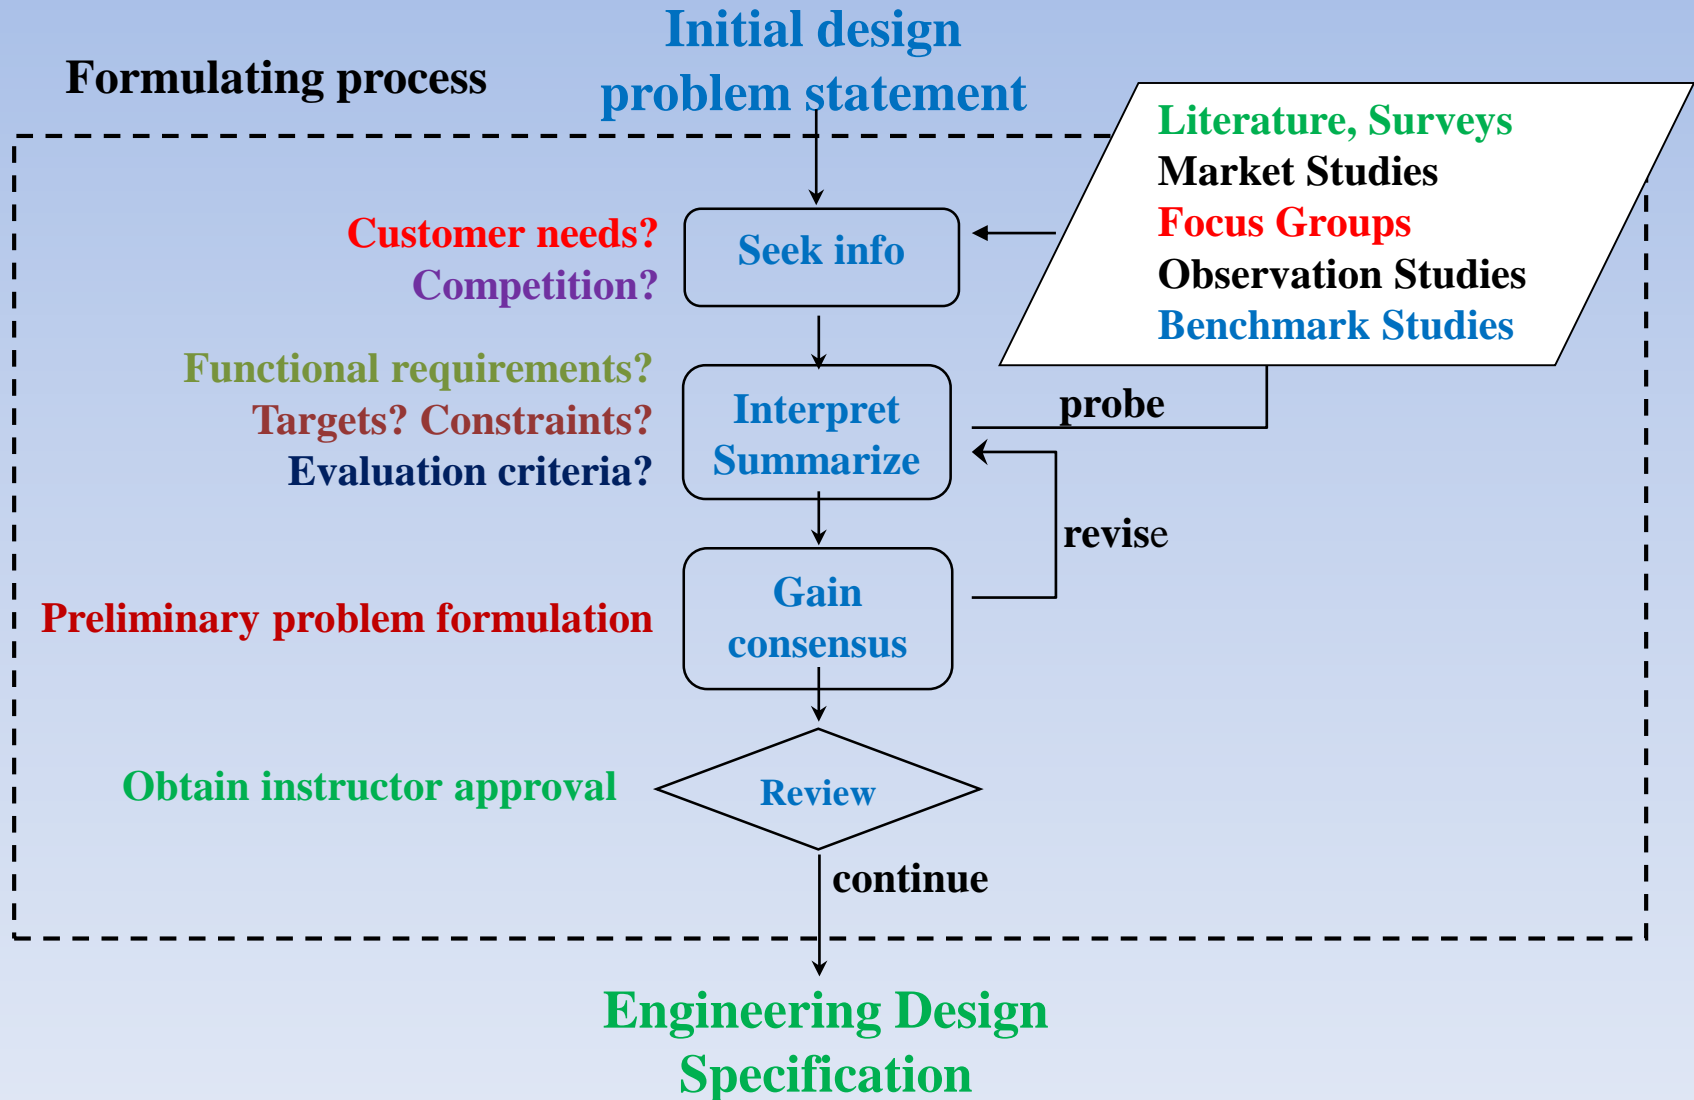 Formulating process
Initial design
problem statement
Literature, Surveys
Market Studies
Focus Groups
Observation Studies
Benchmark Studies
Customer needs?
Competition?
Seek info
Functional requirements?
Targets? Constraints?
Evaluation criteria?
Interpret
Summarize
probe
revise
Preliminary problem formulation
Gain
consensus
Obtain instructor approval
Review
continue
Engineering Design
Specification